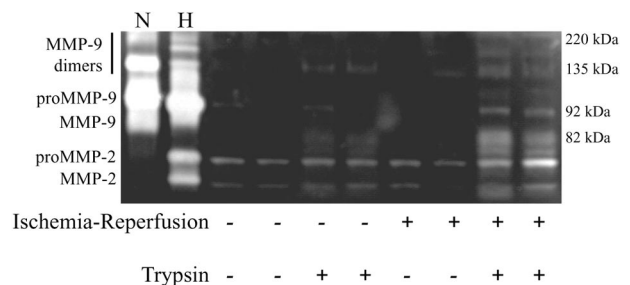 N H
MMP-9 220 kDa
dimers 135 kDa
proMMP-9 92 kDa
MMP-9 82 kDa
proMMP-2
MMP-2
Ischemia-Reperfusion - - - - + + + +
Trypsin - - + + - - + +